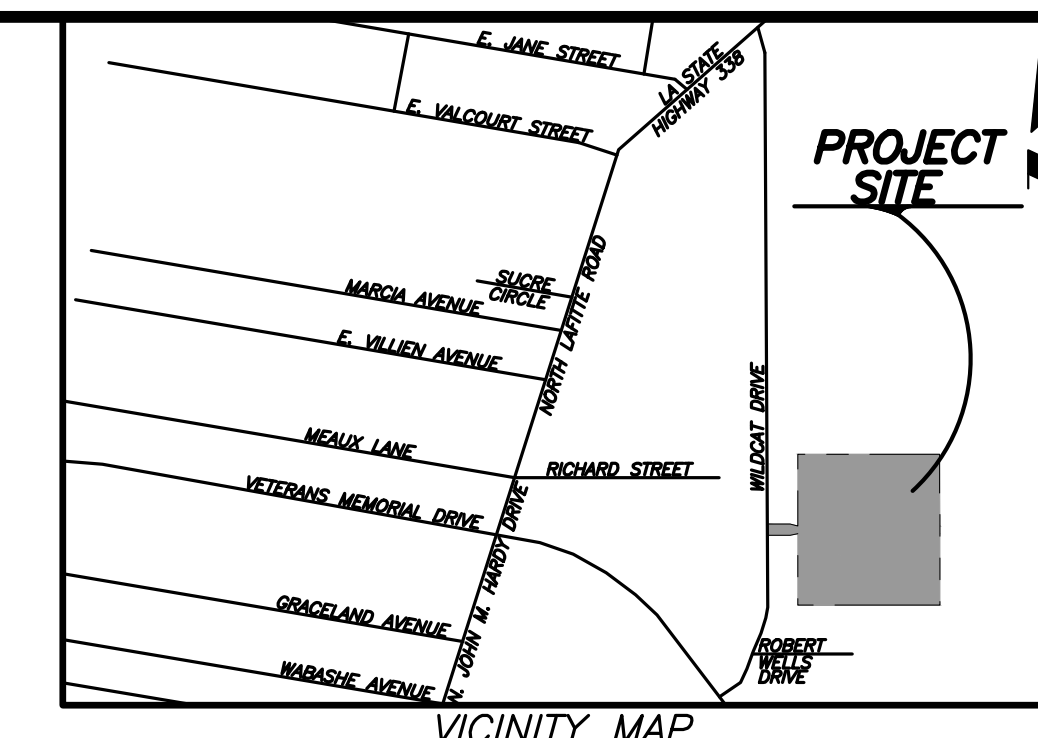 E. JANE STREET
LA STATE
HIGHWAY 338
E. VALCOURT STREET
PROJECT
SITE
NORTH LAFITTE ROAD
SUCRE
CIRCLE
MARCIA AVENUE
E. VILLIEN AVENUE
WILDCAT DRIVE
MEAUX LANE
RICHARD STREET
VETERANS MEMORIAL DRIVE
N. JOHN M. HARDY DRIVE
GRACELAND AVENUE
ROBERT
WELLS
DRIVE
WABASHE AVENUE
VICINITY MAP